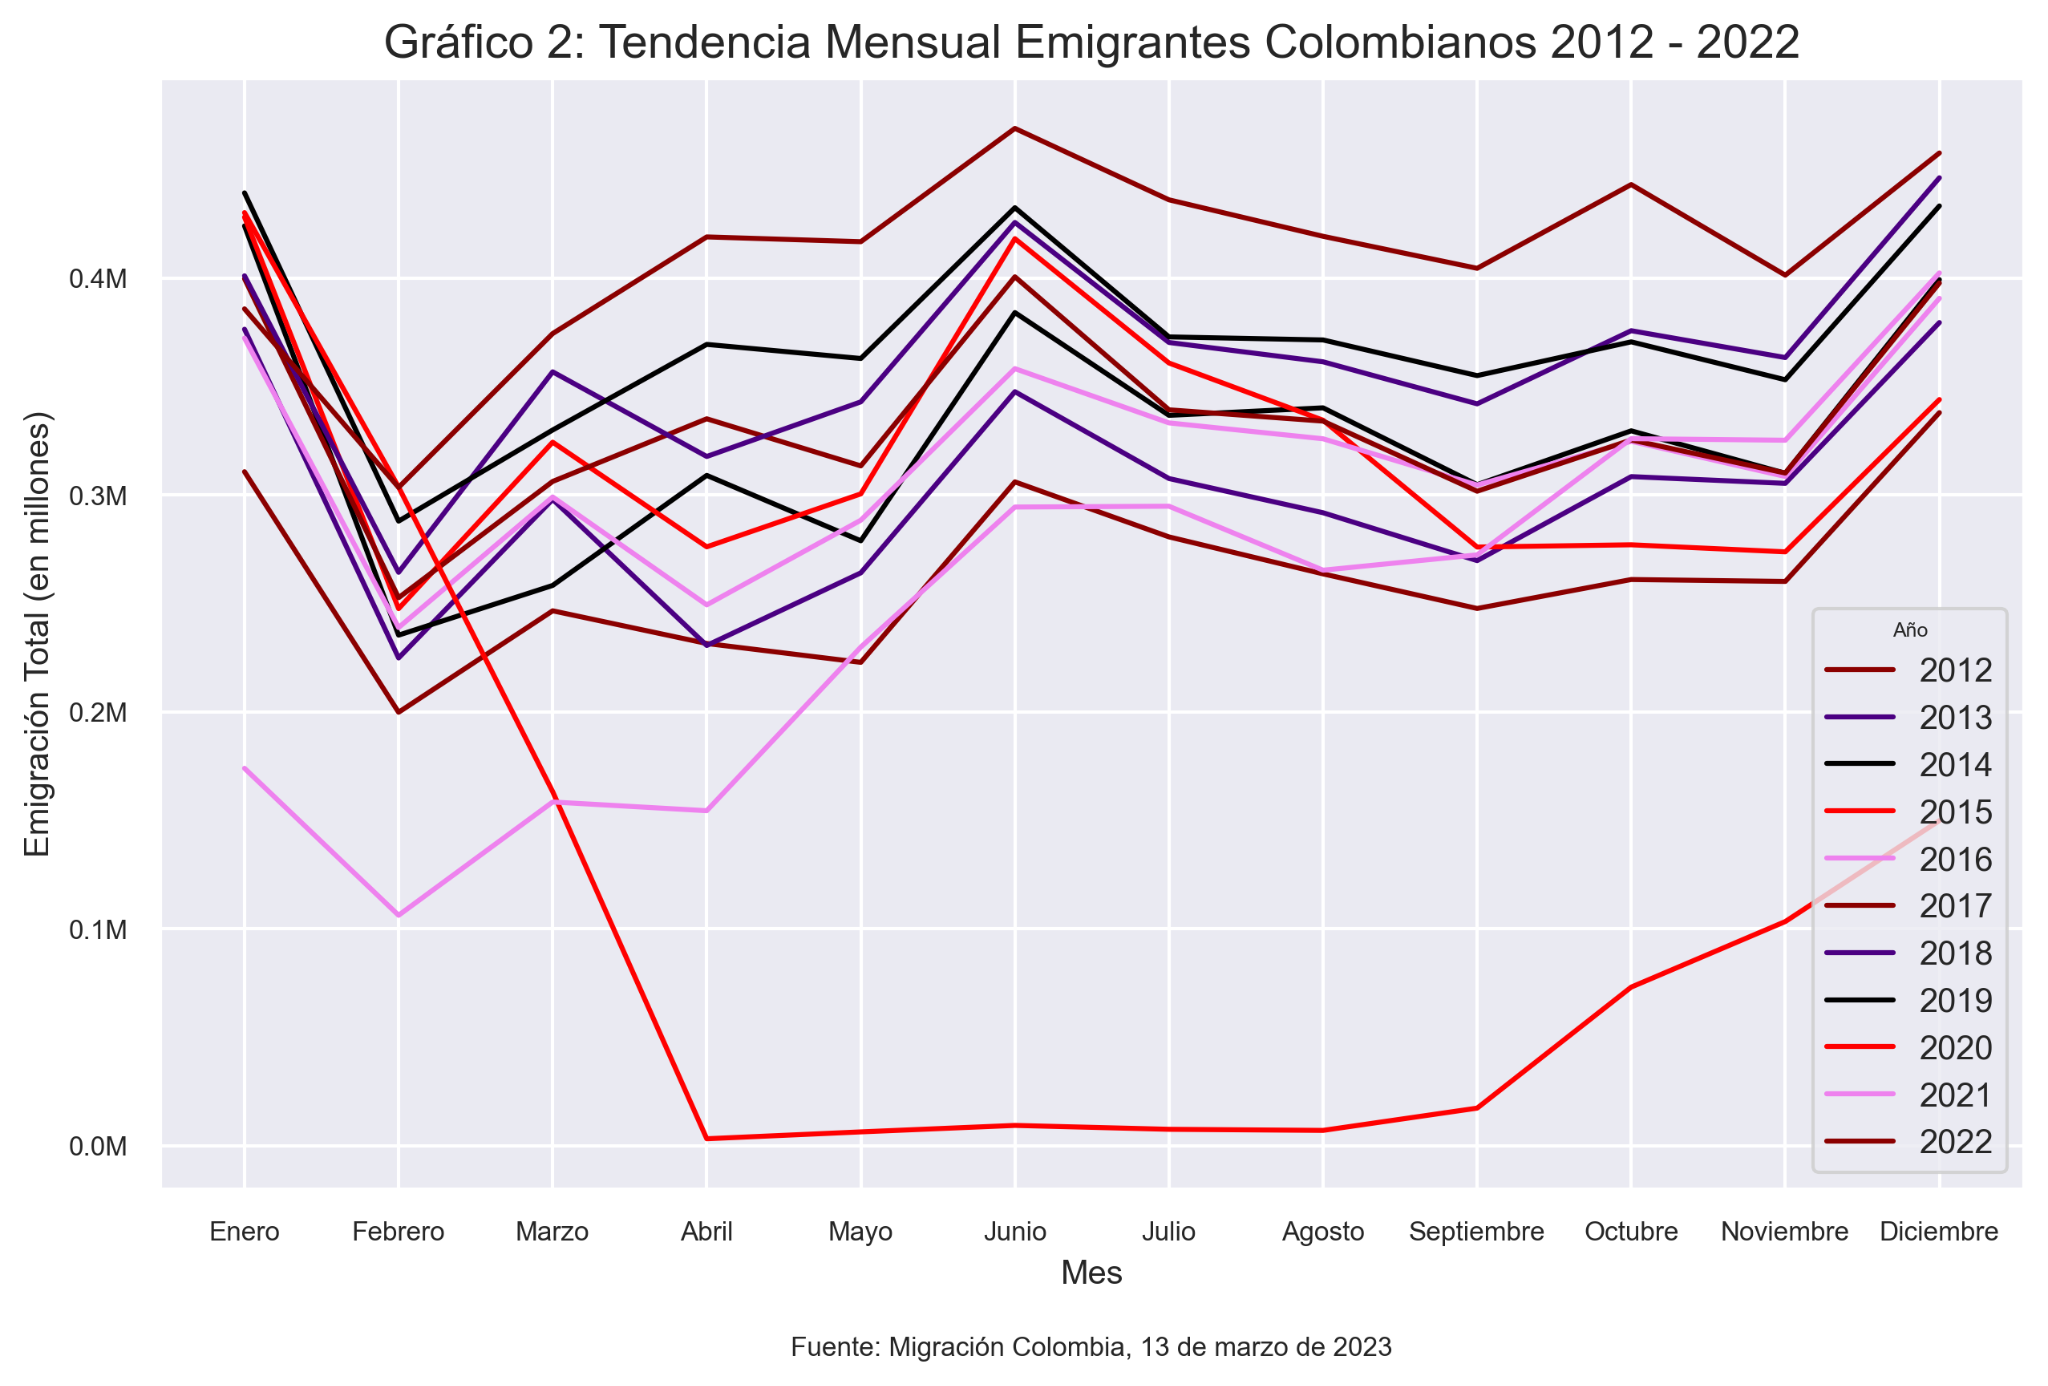 Gráfico 2: Tendencia Mensual Emigrantes Colombianos 2012 - 2022
Emigración Total (en millones)
0.4M
0.3M
0.2M
0.1M
0.0M
Año
2012
2013
2014
2015
2016
2017
2018
2019
2020
2021
2022
Enero Febrero Marzo Abril Mayo Junio Julio Agosto Septiembre Octubre Noviembre Diciembre
Mes
Fuente: Migración Colombia, 13 de marzo de 2023